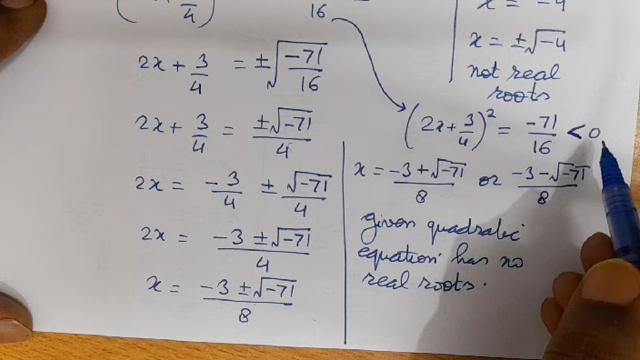 16
x = ±√-4
not real
roots
2x + 3/4 = ±√(-71/16)
2x + 3/4 = ±√-71/4
2x = -3/4 ± √-71/4
2x = -3 ± √-71/4
x = -3 ± √-71/8
(2x + 3/4)² = -71/16 < 0
x = -3 + √-71/8 or -3 - √-71/8
given quadratic
equation has no
real roots.